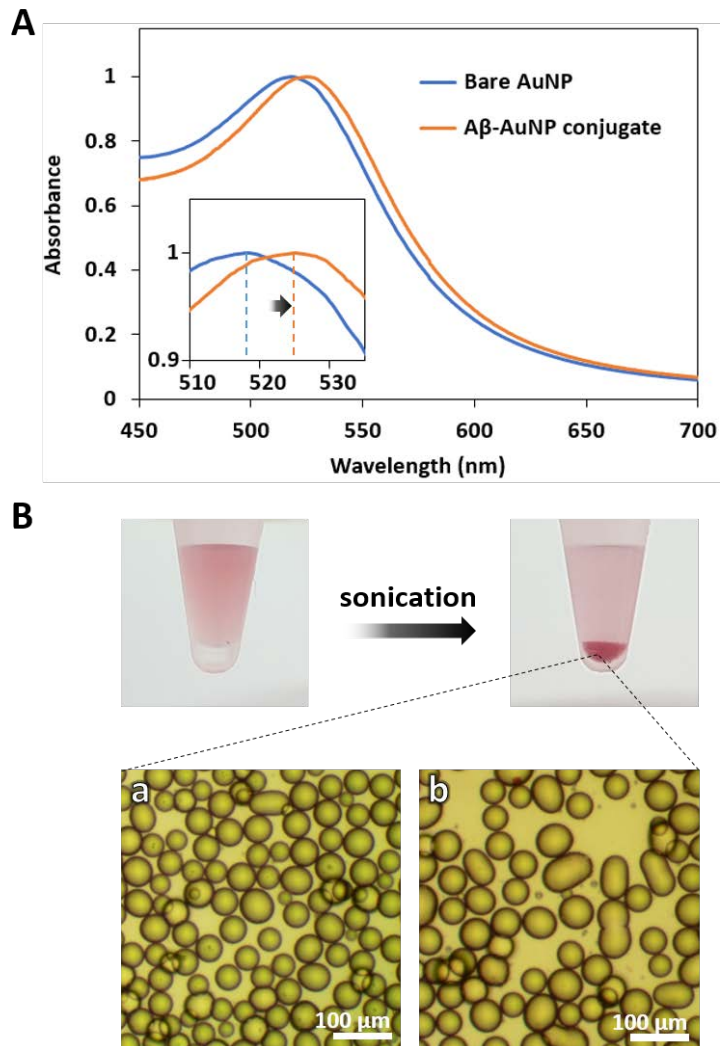 A
Absorbance
1
0.8
0.6
0.4
0.2
0
Bare AuNP
Aβ-AuNP conjugate
1
0.9
510 520 530
450 500 550 600 650 700
Wavelength (nm)
B
sonication
a
b
100 µm
100 µm